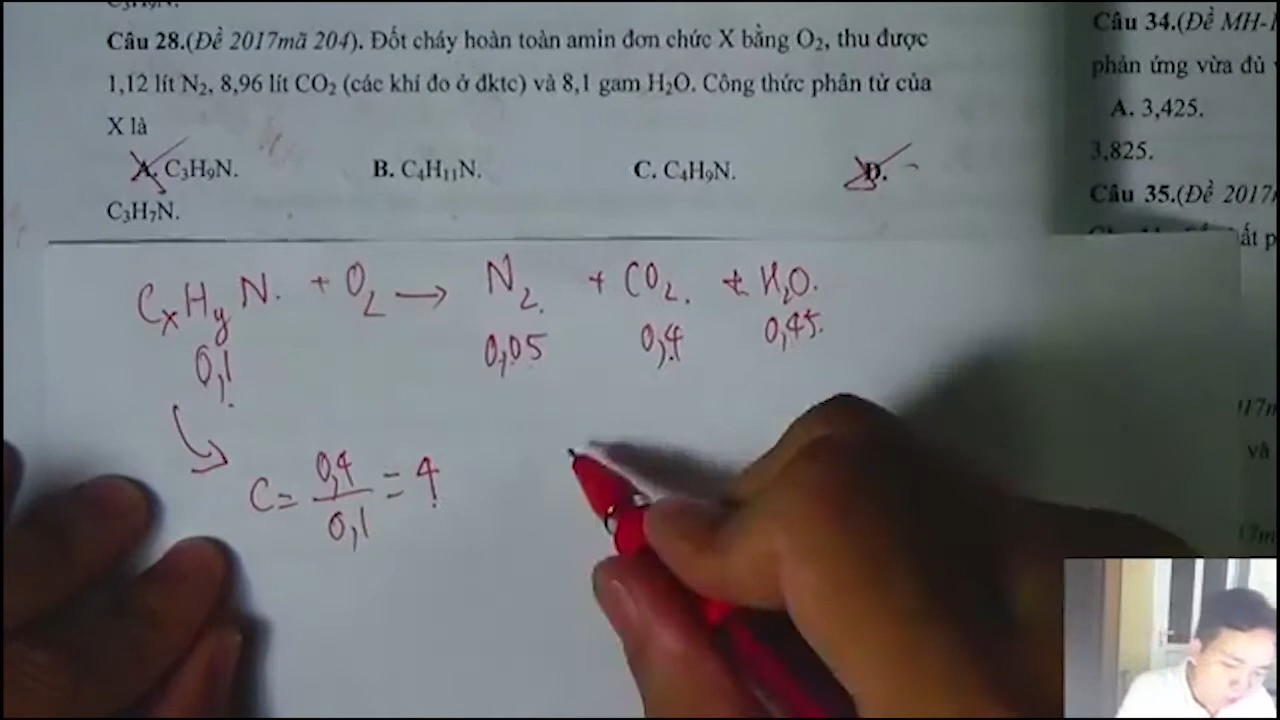 C₃H₉N.
Câu 28.(Đề 2017mã 204). Đốt cháy hoàn toàn amin đơn chức X bằng O₂, thu được
1,12 lít N₂, 8,96 lít CO₂ (các khí đo ở đktc) và 8,1 gam H₂O. Công thức phân tử của
X là
A. C₃H₉N. B. C₄H₁₁N. C. C₄H₉N. D.
C₃H₇N.
Câu 34.(Đề MH-
phản ứng vừa đủ
A. 3,425.
3,825.
Câu 35.(Đề 2017
CₓHᵧN. + O₂ → N₂. + CO₂. + H₂O.
0,1 0,05 0,4 0,45.
C = 0,4 / 0,1 = 4
và